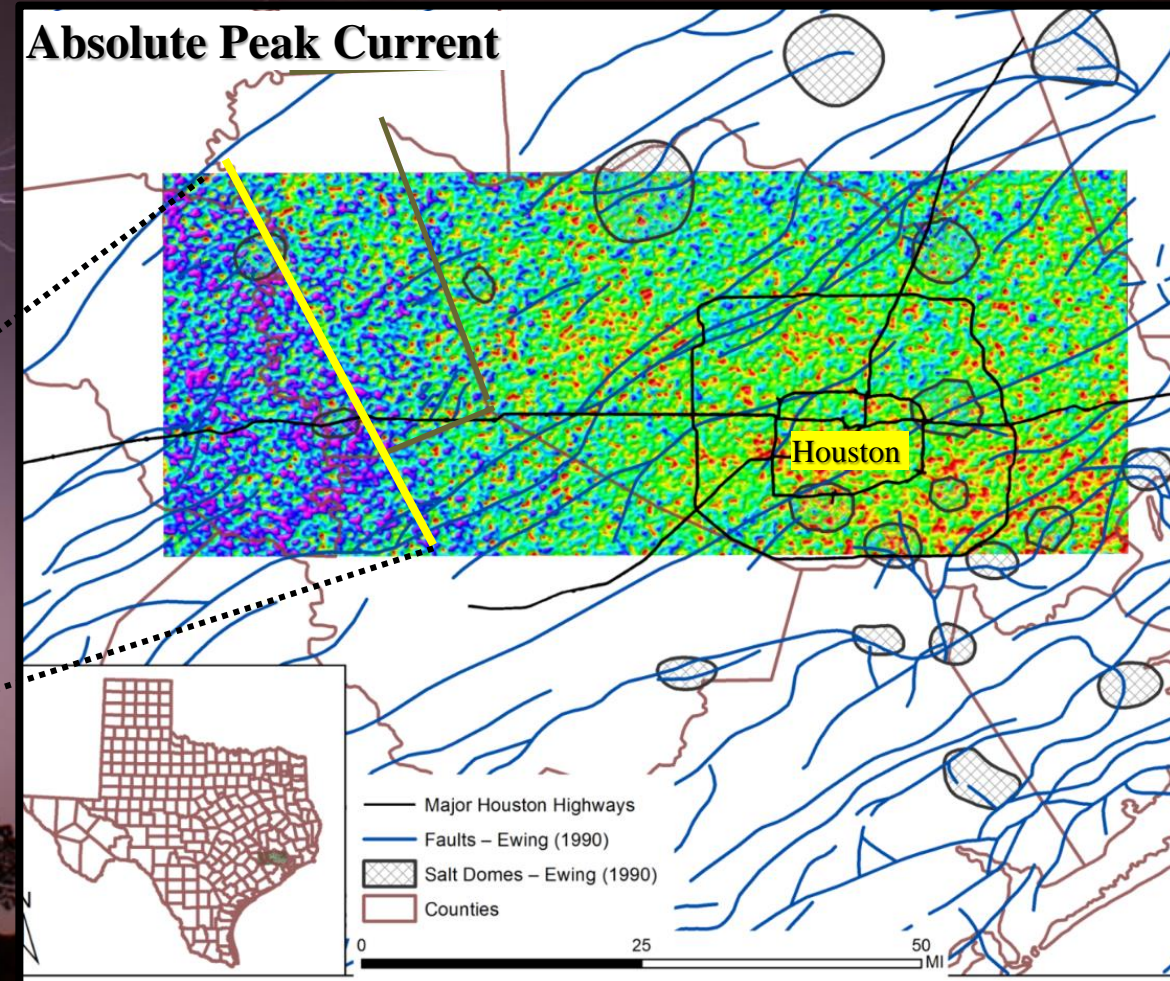 Absolute Peak Current
Houston
Major Houston Highways
Faults – Ewing (1990)
Salt Domes – Ewing (1990)
Counties
N
0 25 50
MI